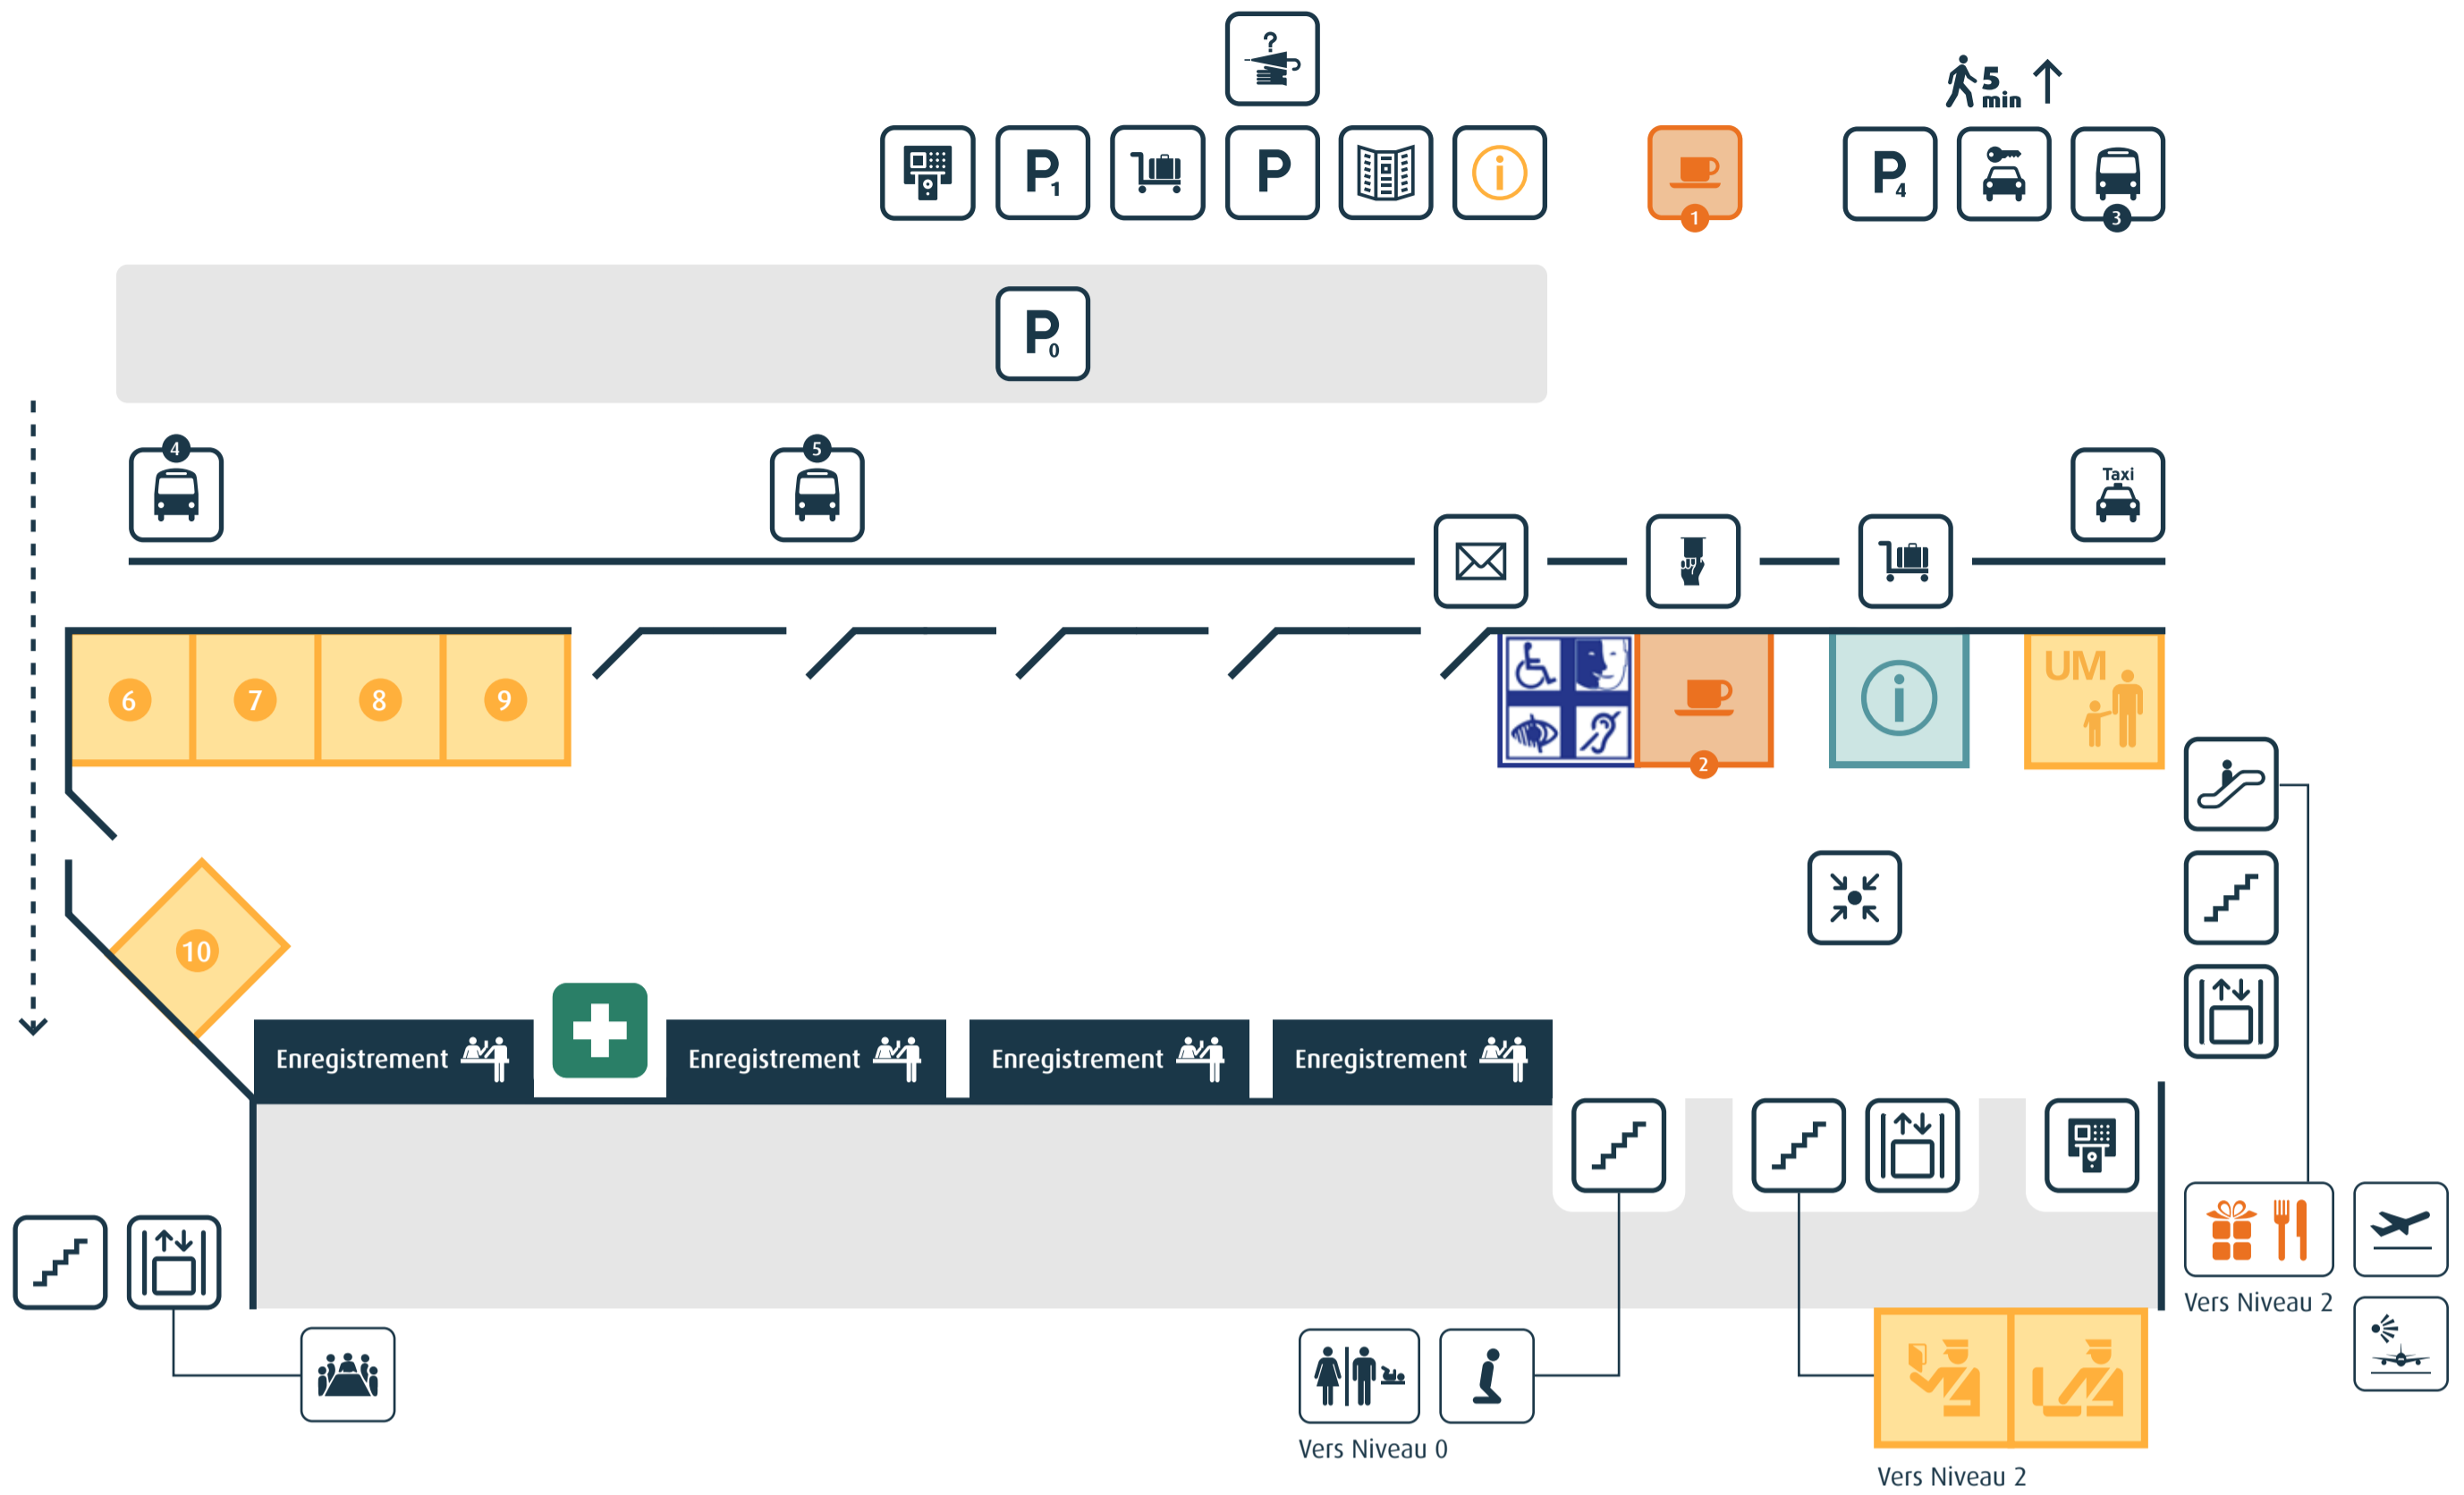 ?
5
min
P1
P
i
1
P4
3
P0
4
5
Taxi
6
7
8
9
2
i
UM
10
Enregistrement
Enregistrement
Enregistrement
Enregistrement
Vers Niveau 2
Vers Niveau 0
Vers Niveau 2